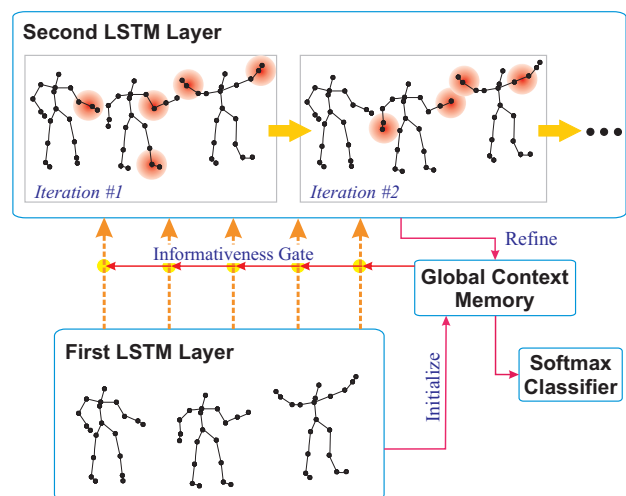 Second LSTM Layer
Iteration #1
Iteration #2
Refine
Informativeness Gate
Global Context
Memory
First LSTM Layer
Initialize
Softmax
Classifier